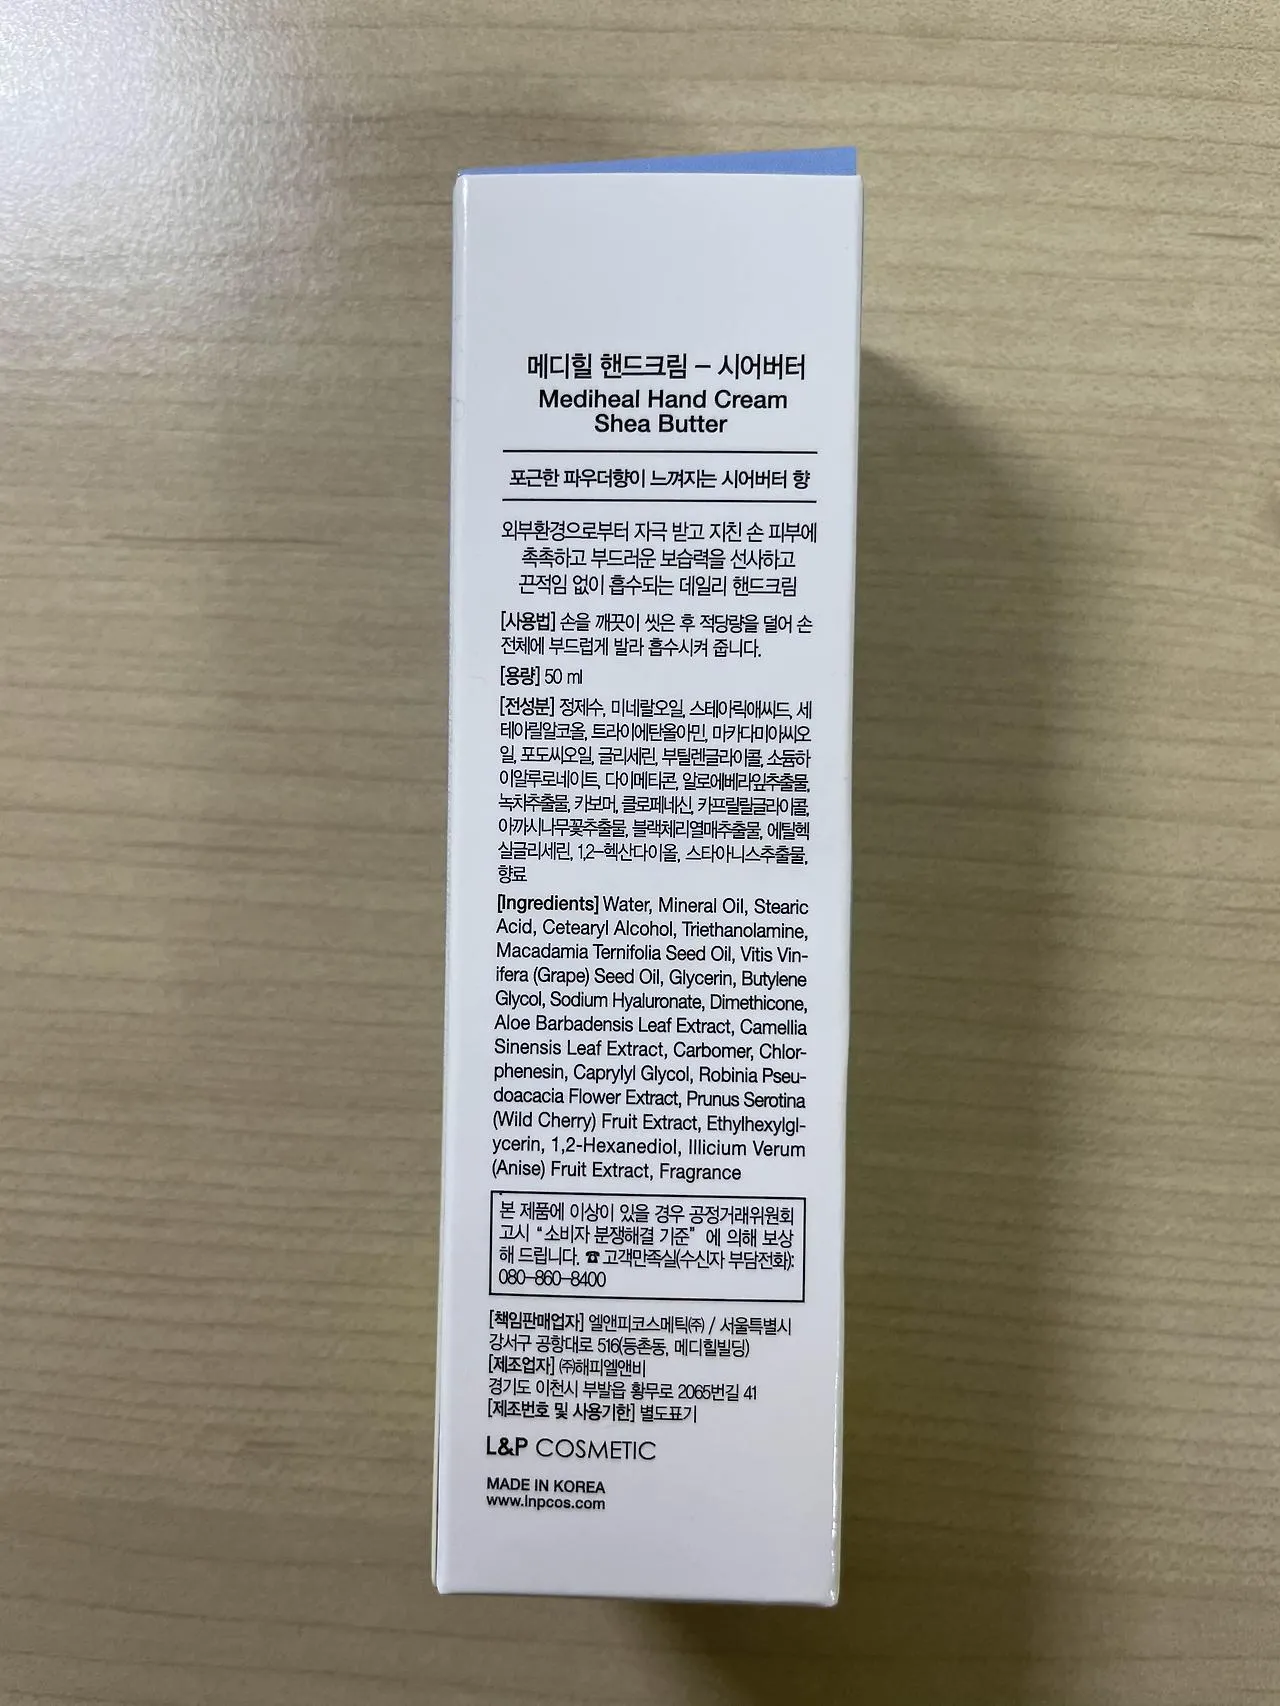 메디힐 핸드크림 – 시어버터
Mediheal Hand Cream
Shea Butter
포근한 파우더향이 느껴지는 시어버터 향
외부환경으로부터 자극 받고 지친 손 피부에
촉촉하고 부드러운 보습력을 선사하고
끈적임 없이 흡수되는 데일리 핸드크림
[사용법] 손을 깨끗이 씻은 후 적당량을 덜어 손
전체에 부드럽게 발라 흡수시켜 줍니다.
[용량] 50 ml
[전성분] 정제수, 미네랄오일, 스테아릭애씨드, 세
테아릴알코올, 트라이에탄올아민, 마카다미아씨오
일, 포도씨오일, 글리세린, 부틸렌글라이콜, 소듐하
이알루로네이트, 다이메티콘, 알로에베라잎추출물,
녹차추출물, 카보머, 클로페네신, 카프릴릴글라이콜,
아까시나무꽃추출물, 블랙체리열매추출물, 에틸헥
실글리세린, 1,2–헥산다이올, 스타아니스추출물,
향료
[Ingredients] Water, Mineral Oil, Stearic
Acid, Cetearyl Alcohol, Triethanolamine,
Macadamia Ternifolia Seed Oil, Vitis Vin-
ifera (Grape) Seed Oil, Glycerin, Butylene
Glycol, Sodium Hyaluronate, Dimethicone,
Aloe Barbadensis Leaf Extract, Camellia
Sinensis Leaf Extract, Carbomer, Chlor-
phenesin, Caprylyl Glycol, Robinia Pseu-
doacacia Flower Extract, Prunus Serotina
(Wild Cherry) Fruit Extract, Ethylhexylgl-
ycerin, 1,2-Hexanediol, Illicium Verum
(Anise) Fruit Extract, Fragrance
본 제품에 이상이 있을 경우 공정거래위원회
고시 “소비자 분쟁해결 기준” 에 의해 보상
해 드립니다. ☎고객만족실(수신자 부담전화):
080–860–8400
[책임판매업자] 엘앤피코스메틱㈜ / 서울특별시
강서구 공항대로 516(등촌동, 메디힐빌딩)
[제조업자] ㈜해피엘앤비
경기도 이천시 부발읍 황무로 2065번길 41
[제조번호 및 사용기한] 별도표기
L&P COSMETIC
MADE IN KOREA
www.lnpcos.com